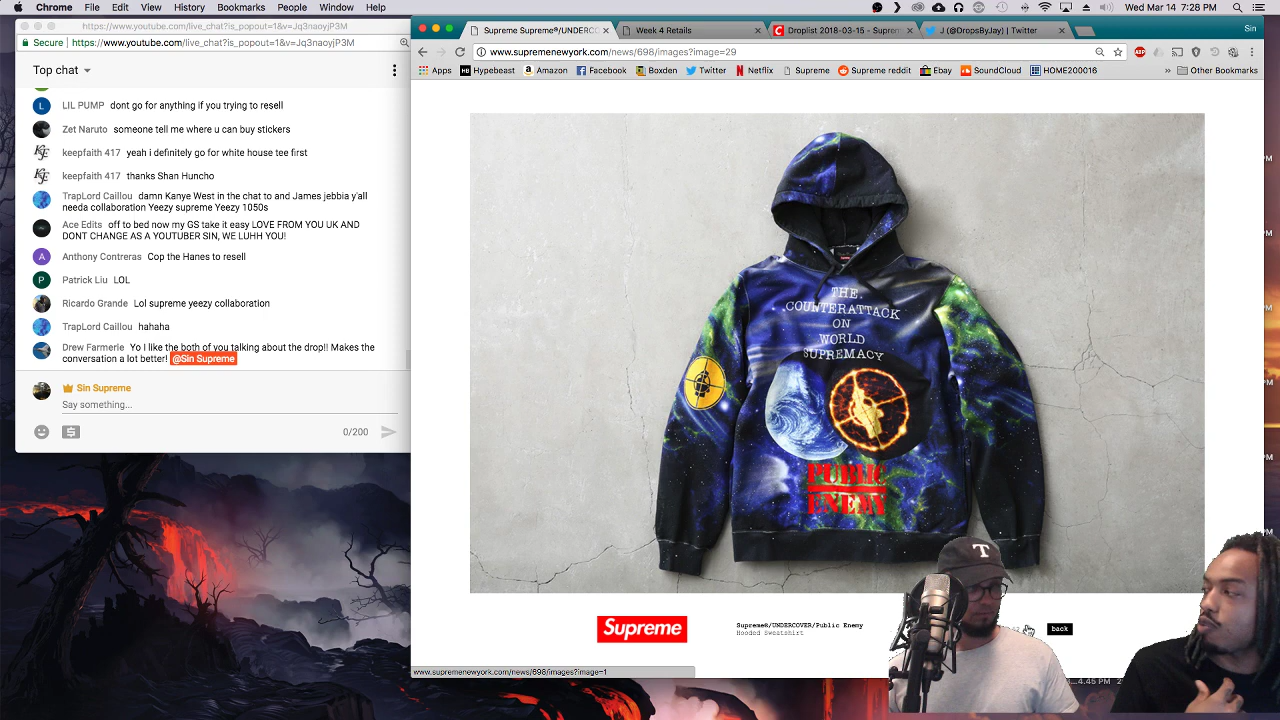 Chrome File Edit View History Bookmarks People Window Help
Wed Mar 14 7:28 PM
https://www.youtube.com/live_chat?is_popout=1&v=Jq3naoyjP3M
Secure https://www.youtube.com/live_chat?is_popout=1&v=Jq3naoyjP3M
Top chat
LIL PUMP dont go for anything if you trying to resell
Zet Naruto someone tell me where u can buy stickers
keepfaith 417 yeah i definitely go for white house tee first
keepfaith 417 thanks Shan Huncho
TrapLord Caillou damn Kanye West in the chat to and James jebbia y'all
needa collaboration Yeezy supreme Yeezy 1050s
Ace Edits off to bed now my GS take it easy LOVE FROM YOU UK AND
DONT CHANGE AS A YOUTUBER SIN, WE LUHH YOU!
Anthony Contreras Cop the Hanes to resell
Patrick Liu LOL
Ricardo Grande Lol supreme yeezy collaboration
TrapLord Caillou hahaha
Drew Farmerie Yo! like the both of you talking about the drop!! Makes the
conversation a lot better! @Sin Supreme
Sin Supreme
Say something...
0/200
Supreme Supreme®/UNDERCO
Week 4 Retails
Droplist 2018-03-15 - Suprem
J (@DropsByJay) | Twitter
Sin
www.supremenewyork.com/news/698/images?image=29
Apps Hypebeast Amazon Facebook Boxden Twitter Netflix Supreme Supreme reddit Ebay SoundCloud HOME200016 » Other Bookmarks
THE
COUNTERATTACK
ON
WORLD
SUPREMACY
PUBLIC
ENEMY
Supreme
Supreme®/UNDERCOVER/Public Enemy
Hooded Sweatshirt
back
www.supremenewyork.com/news/698/images?image=1
T